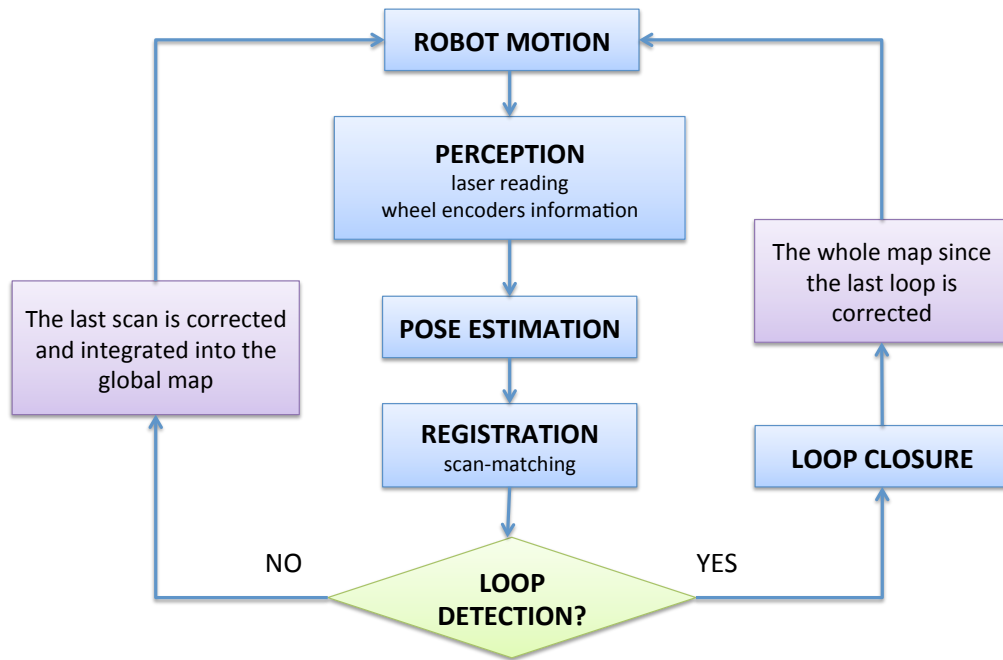 ROBOT MOTION
PERCEPTION
laser reading
wheel encoders information
POSE ESTIMATION
REGISTRATION
scan-matching
LOOP
DETECTION?
NO
The last scan is corrected
and integrated into the
global map
YES
LOOP CLOSURE
The whole map since
the last loop is
corrected